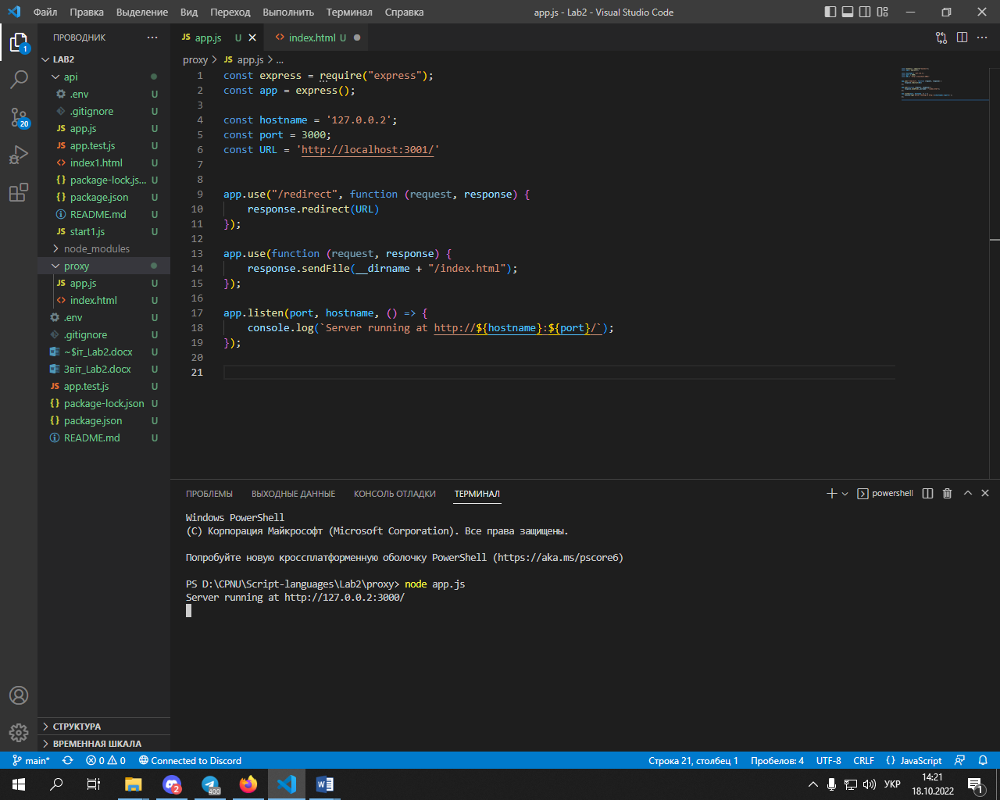 Файл Правка Выделение Вид Переход Выполнить Терминал Справка app.js - Lab2 - Visual Studio Code
ПРОВОДНИК
LAB2
api
.env U
.gitignore U
JS app.js U
JS app.test.js U
index1.html U
package-lock.js... U
package.json U
README.md U
JS start1.js U
node_modules
proxy
JS app.js U
index.html U
.env U
.gitignore U
~$іт_Lab2.docx U
Звіт_Lab2.docx U
JS app.test.js U
package-lock.json U
package.json U
README.md U
СТРУКТУРА
ВРЕМЕННАЯ ШКАЛА
1
20
JS app.js U
index.html U
proxy > JS app.js > ...
1 const express = require("express");
2 const app = express();
3
4 const hostname = '127.0.0.2';
5 const port = 3000;
6 const URL = 'http://localhost:3001/'
7
8
9 app.use("/redirect", function (request, response) {
10 response.redirect(URL)
11 });
12
13 app.use(function (request, response) {
14 response.sendFile(__dirname + "/index.html");
15 });
16
17 app.listen(port, hostname, () => {
18 console.log(`Server running at http://${hostname}:${port}/`);
19 });
20
21
ПРОБЛЕМЫ ВЫХОДНЫЕ ДАННЫЕ КОНСОЛЬ ОТЛАДКИ ТЕРМИНАЛ powershell
Windows PowerShell
(C) Корпорация Майкрософт (Microsoft Corporation). Все права защищены.
Попробуйте новую кроссплатформенную оболочку PowerShell (https://aka.ms/pscore6)
PS D:\CPNU\Script-languages\Lab2\proxy> node app.js
Server running at http://127.0.0.2:3000/
main* 0 0 Connected to Discord Строка 21, столбец 1 Пробелов: 4 UTF-8 CRLF {} JavaScript
2
400
УКР
14:21
18.10.2022
1